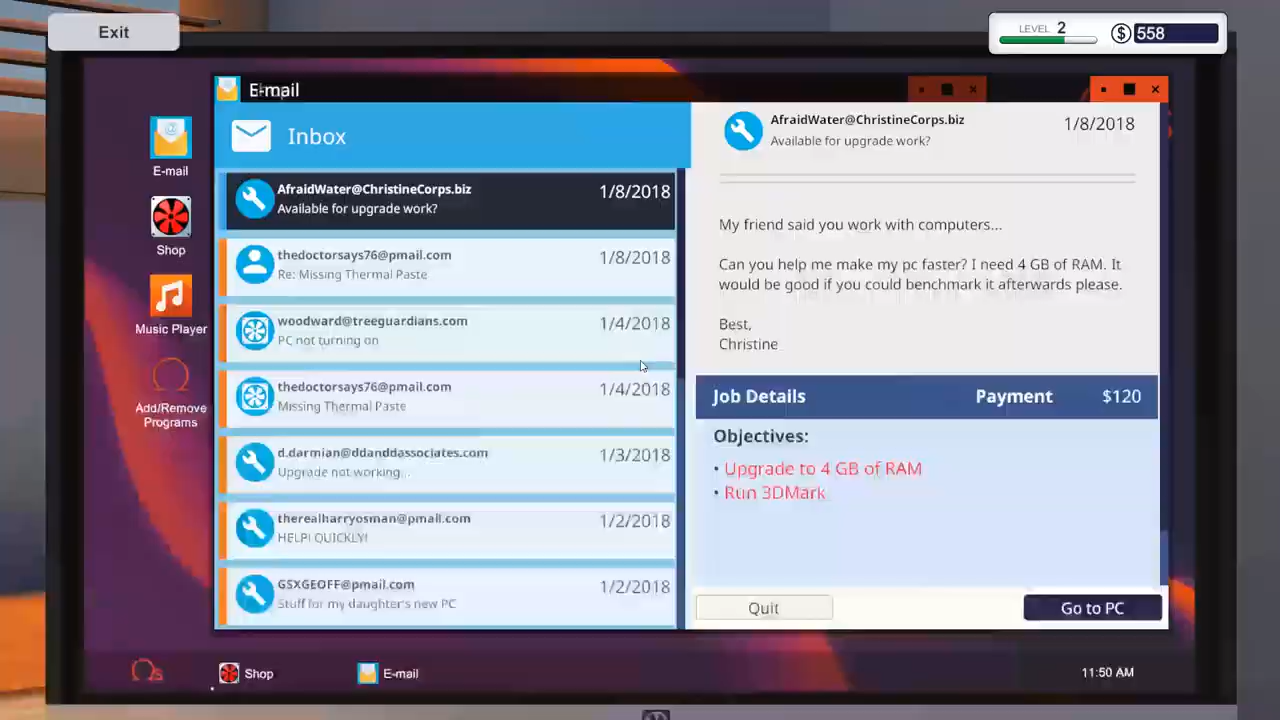 Exit
LEVEL 2
$ 558
E-mail
Inbox
E-mail
Shop
Music Player
Add/Remove
Programs
AfraidWater@ChristineCorps.biz 1/8/2018
Available for upgrade work?
thedoctorsays76@pmail.com 1/8/2018
Re: Missing Thermal Paste
woodward@treeguardians.com 1/4/2018
PC not turning on
thedoctorsays76@pmail.com 1/4/2018
Missing Thermal Paste
d.darmian@ddanddassociates.com 1/3/2018
Upgrade not working...
therealharryosman@pmail.com 1/2/2018
HELP! QUICKLY!
GSXGEOFF@pmail.com 1/2/2018
Stuff for my daughter's new PC
AfraidWater@ChristineCorps.biz 1/8/2018
Available for upgrade work?
My friend said you work with computers...
Can you help me make my pc faster? I need 4 GB of RAM. It
would be good if you could benchmark it afterwards please.
Best,
Christine
Job Details Payment $120
Objectives:
• Upgrade to 4 GB of RAM
• Run 3DMark
Quit Go to PC
Shop E-mail 11:50 AM